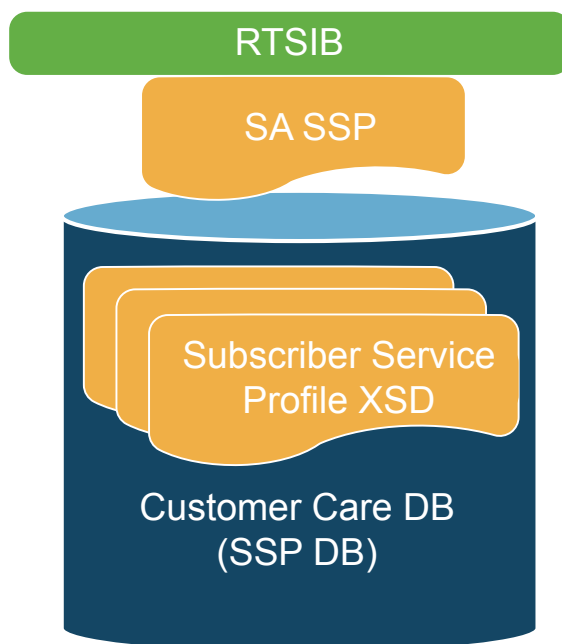 RTSIB
SA SSP
Subscriber Service
Profile XSD
Customer Care DB
(SSP DB)